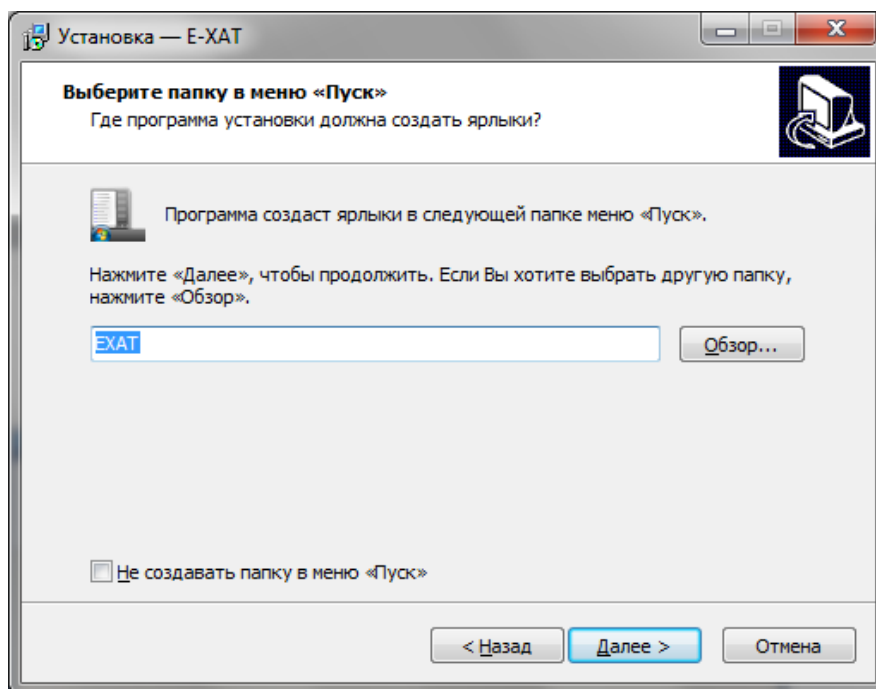 Установка — E-XAT
Выберите папку в меню «Пуск»
Где программа установки должна создать ярлыки?
Программа создаст ярлыки в следующей папке меню «Пуск».
Нажмите «Далее», чтобы продолжить. Если Вы хотите выбрать другую папку,
нажмите «Обзор».
EXAT
Обзор...
Не создавать папку в меню «Пуск»
< Назад
Далее >
Отмена